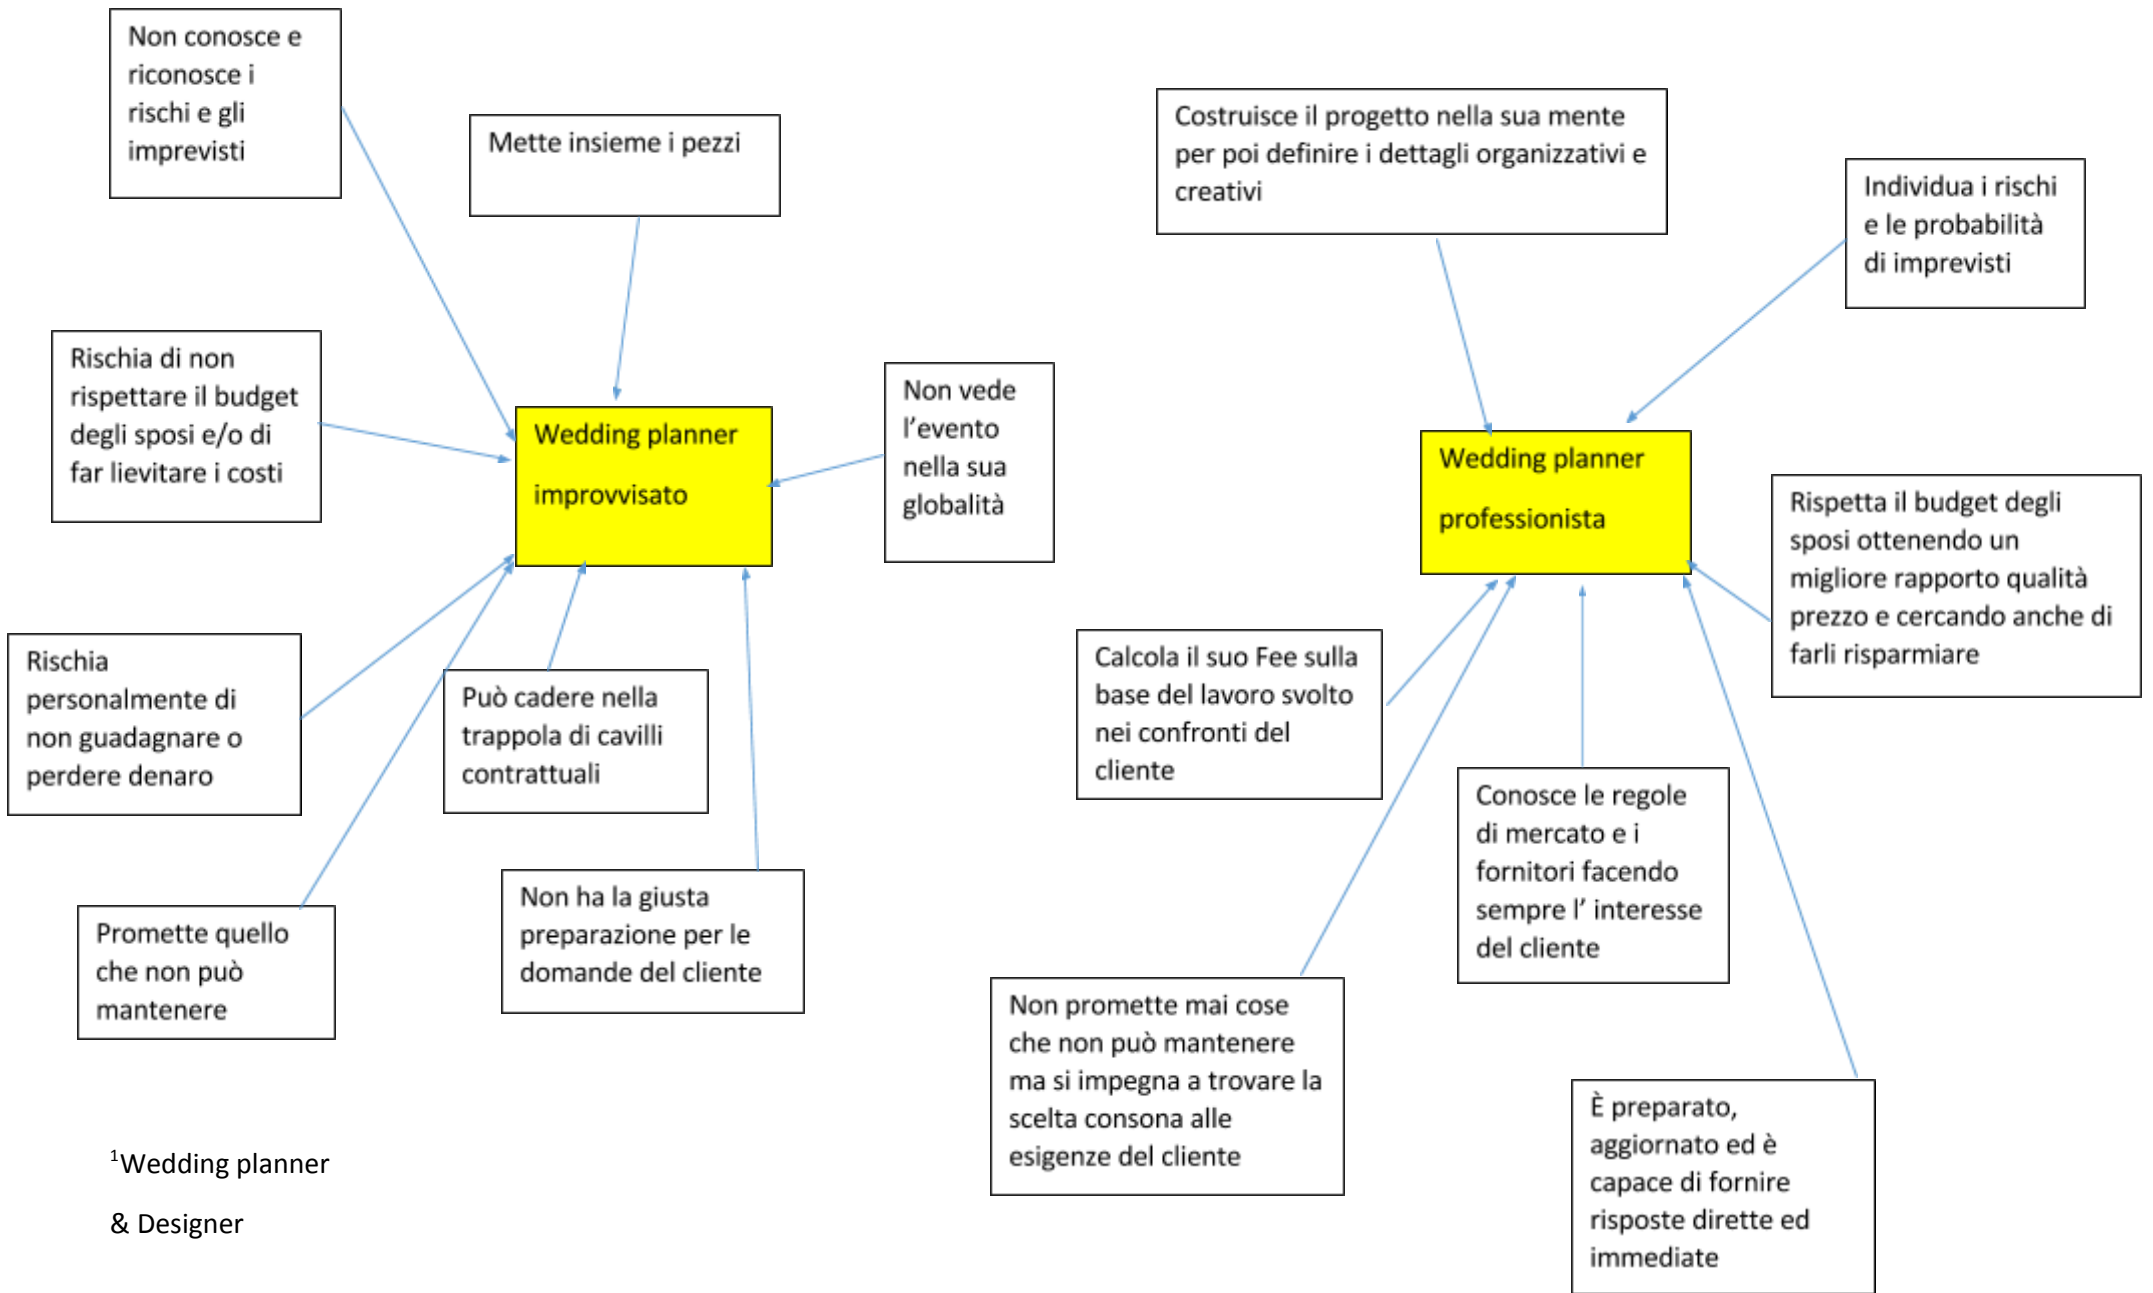 Non conosce e
riconosce i
rischi e gli
imprevisti
Mette insieme i pezzi
Rischia di non
rispettare il budget
degli sposi e/o di
far lievitare i costi
Non vede
l’evento
nella sua
globalità
Wedding planner
improvvisato
Rischia
personalmente di
non guadagnare o
perdere denaro
Può cadere nella
trappola di cavilli
contrattuali
Promette quello
che non può
mantenere
Non ha la giusta
preparazione per le
domande del cliente
Costruisce il progetto nella sua mente
per poi definire i dettagli organizzativi e
creativi
Individua i rischi
e le probabilità
di imprevisti
Wedding planner
professionista
Rispetta il budget degli
sposi ottenendo un
migliore rapporto qualità
prezzo e cercando anche di
farli risparmiare
Calcola il suo Fee sulla
base del lavoro svolto
nei confronti del
cliente
Conosce le regole
di mercato e i
fornitori facendo
sempre l’ interesse
del cliente
Non promette mai cose
che non può mantenere
ma si impegna a trovare la
scelta consona alle
esigenze del cliente
È preparato,
aggiornato ed è
capace di fornire
risposte dirette ed
immediate
¹Wedding planner
& Designer